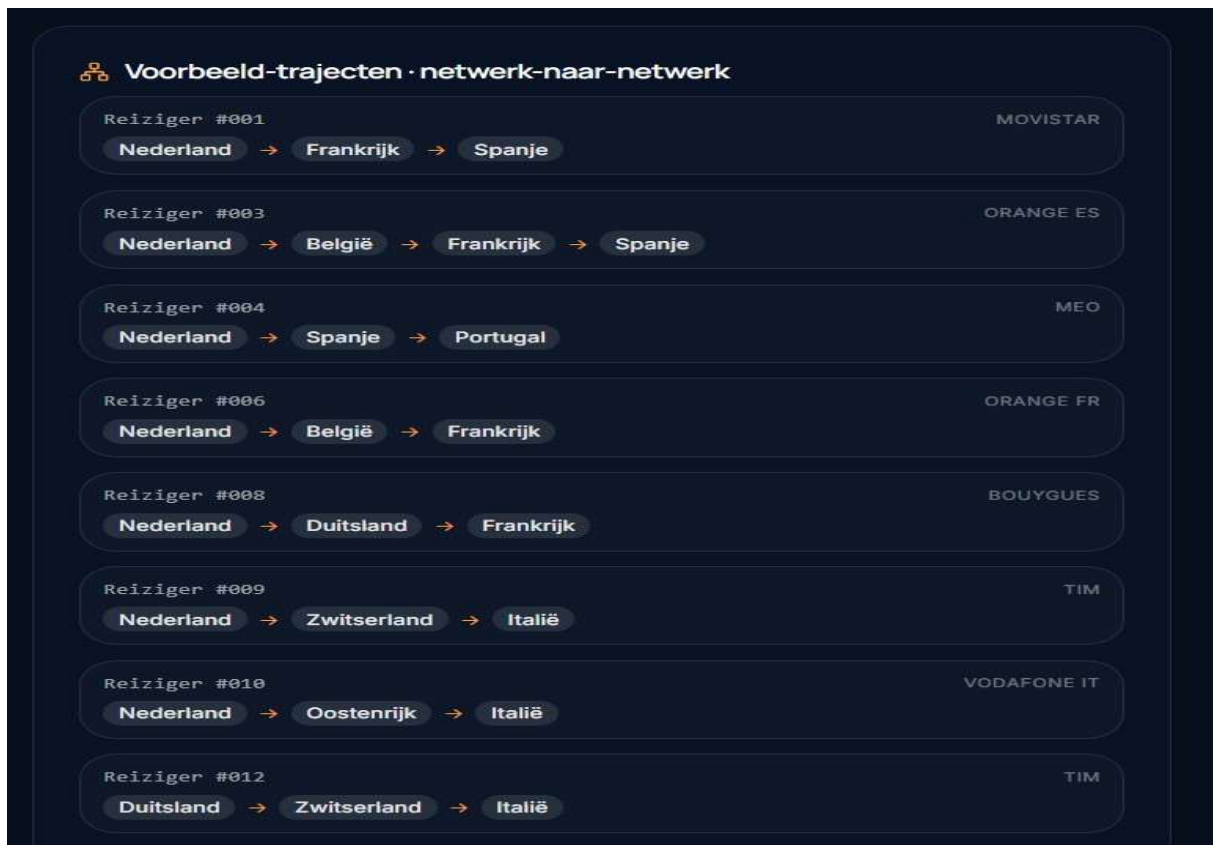 Voorbeeld-trajecten · netwerk-naar-netwerk
Reiziger #001 MOVISTAR
Nederland → Frankrijk → Spanje
Reiziger #003 ORANGE ES
Nederland → België → Frankrijk → Spanje
Reiziger #004 MEO
Nederland → Spanje → Portugal
Reiziger #006 ORANGE FR
Nederland → België → Frankrijk
Reiziger #008 BOUYGUES
Nederland → Duitsland → Frankrijk
Reiziger #009 TIM
Nederland → Zwitserland → Italië
Reiziger #010 VODAFONE IT
Nederland → Oostenrijk → Italië
Reiziger #012 TIM
Duitsland → Zwitserland → Italië